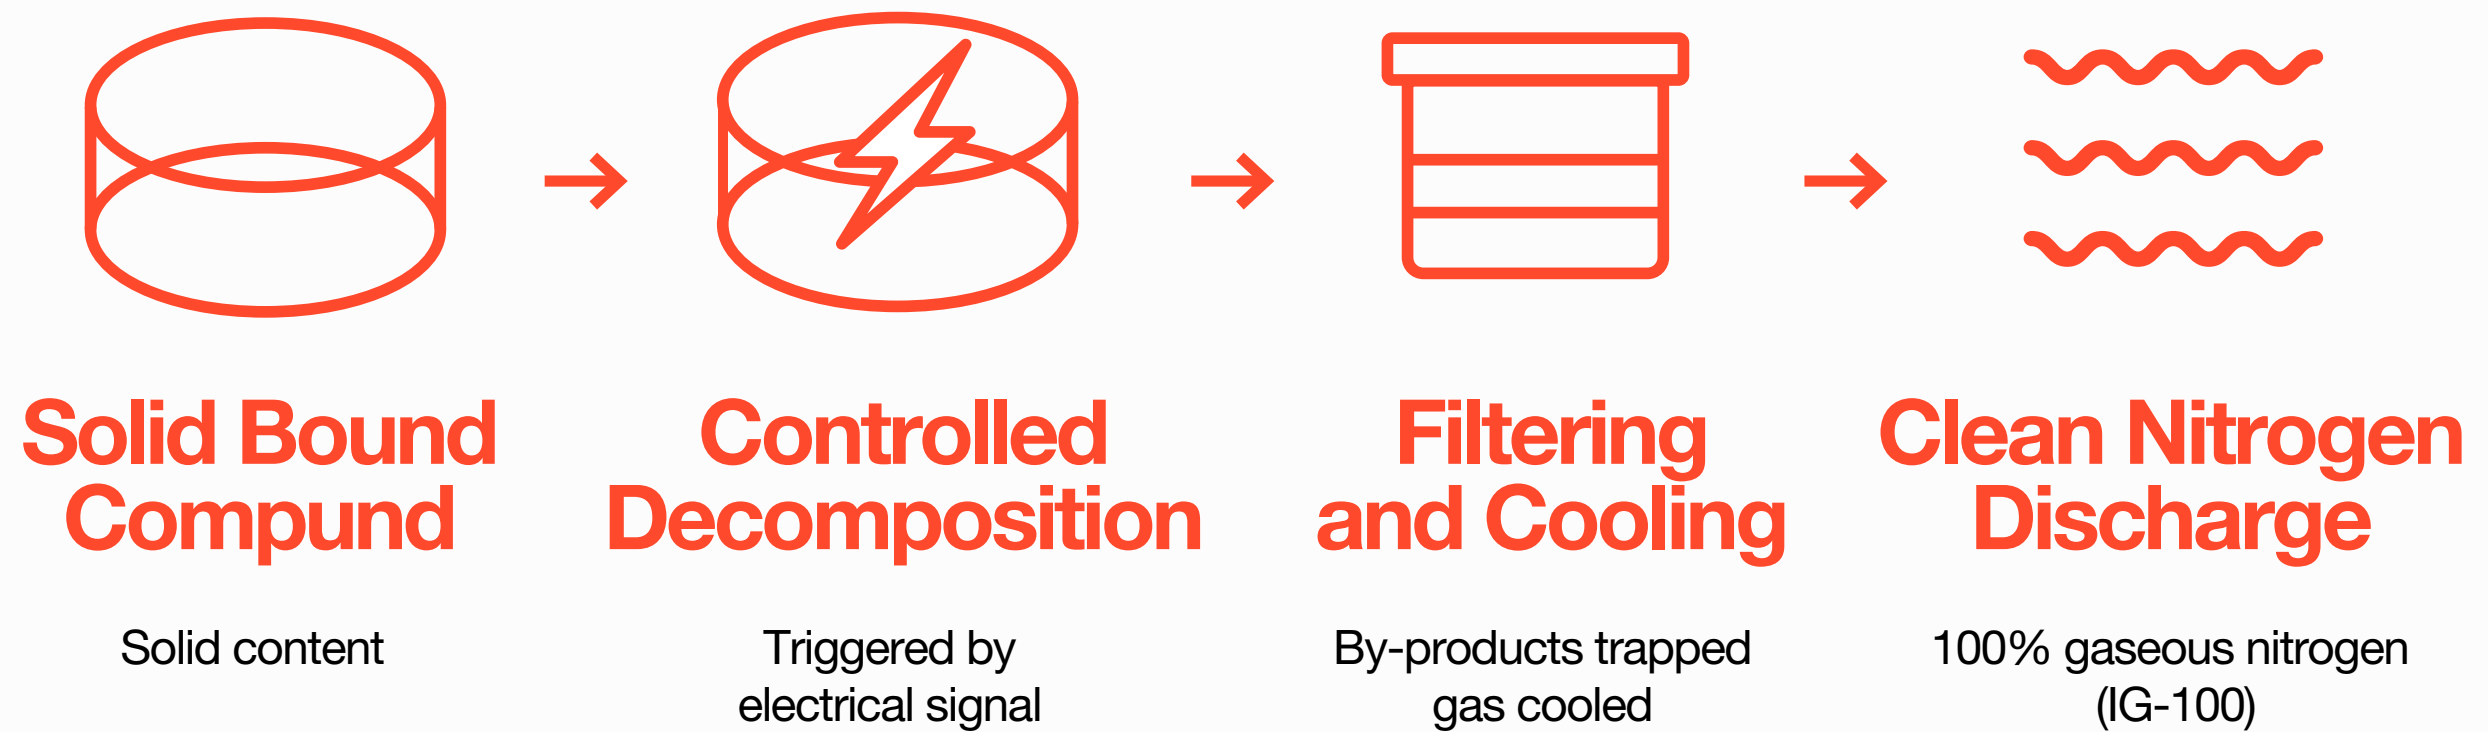 Solid Bound
Compund
Solid content
Controlled
Decomposition
Triggered by
electrical signal
Filtering
and Cooling
By-products trapped
gas cooled
Clean Nitrogen
Discharge
100% gaseous nitrogen
(IG-100)